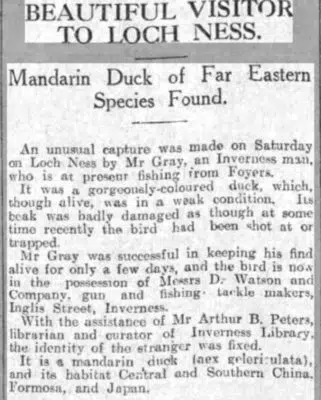 BEAUTIFUL VISITOR
TO LOCH NESS.
Mandarin Duck of Far Eastern
Species Found.
An unusual capture was made on Saturday
on Loch Ness by Mr Gray, an Inverness man,
who is at present fishing from Foyers.
It was a gorgeously-coloured duck, which,
though alive, was in a weak condition. Its
beak was badly damaged as though at some
time recently the bird had been shot at or
trapped.
Mr Gray was successful in keeping his find
alive for only a few days, and the bird is now
in the possession of Messrs D. Watson and
Company, gun and fishing tackle makers,
Inglis Street, Inverness.
With the assistance of Mr Arthur B. Peters,
librarian and curator of Inverness Library,
the identity of the stranger was fixed.
It is a mandarin duck (aex gelericulata),
and its habitat Central and Southern China,
Formosa, and Japan.